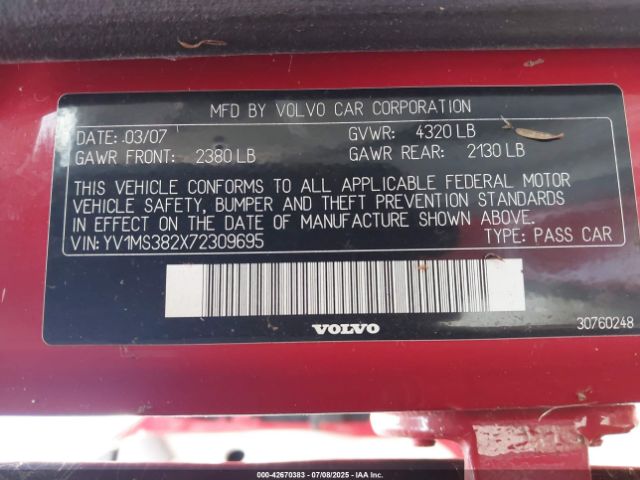 MFD BY VOLVO CAR CORPORATION
DATE: 03/07 GVWR: 4320 LB
GAWR FRONT: 2380 LB GAWR REAR: 2130 LB
THIS VEHICLE CONFORMS TO ALL APPLICABLE FEDERAL MOTOR
VEHICLE SAFETY, BUMPER AND THEFT PREVENTION STANDARDS
IN EFFECT ON THE DATE OF MANUFACTURE SHOWN ABOVE.
VIN: YV1MS382X72309695 TYPE: PASS CAR
VOLVO 30760248
000-42670383 - 07/08/2025 - IAA Inc.